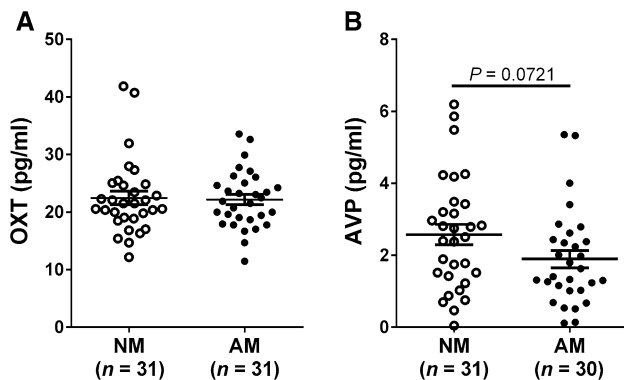 A
OXT (pg/ml)
50
40
30
20
10
0
NM
(n = 31)
AM
(n = 31)
B
AVP (pg/ml)
8
6
4
2
0
P = 0.0721
NM
(n = 31)
AM
(n = 30)